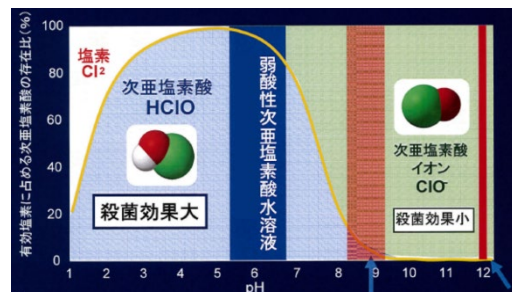 有効塩素に占める次亜塩素酸の存在比(%)
100
80
60
40
20
0
塩素
Cl2
次亜塩素酸
HClO
殺菌効果大
弱酸性次亜塩素酸水溶液
次亜塩素酸
イオン
ClO-
殺菌効果小
1 2 3 4 5 6 7 8 9 10 11 12
pH